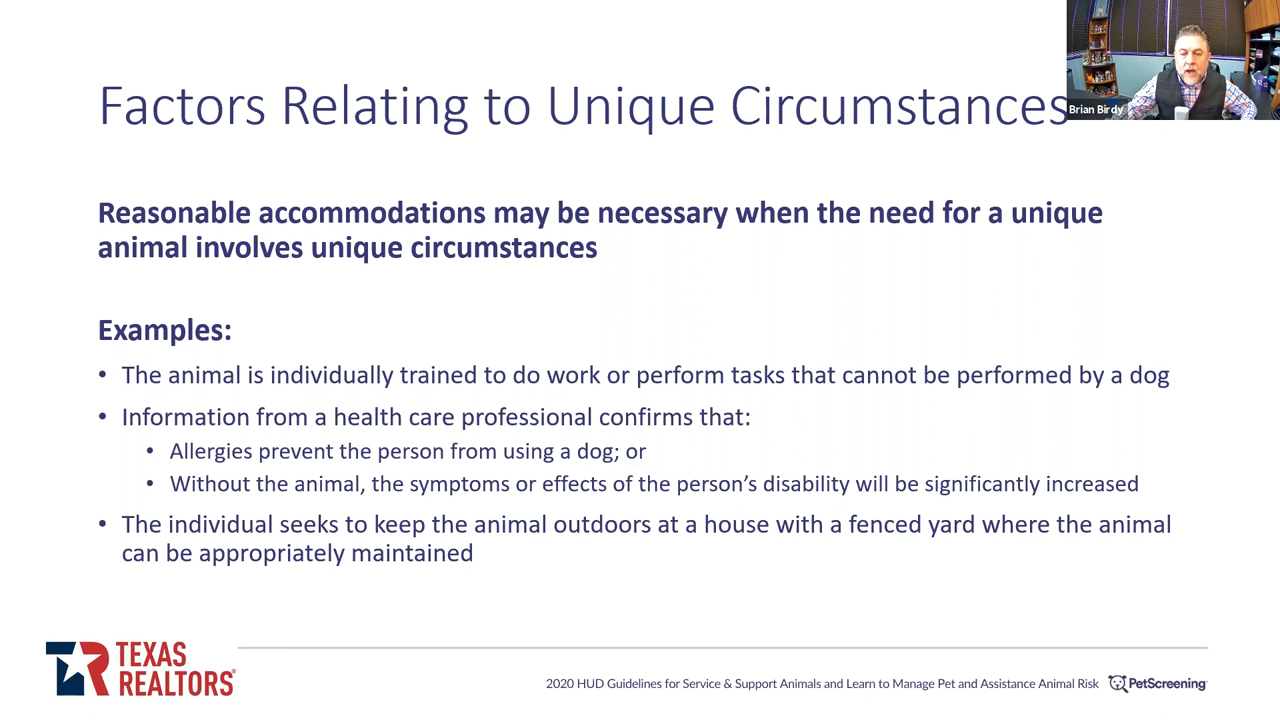 Factors Relating to Unique Circumstances
Brian Birdy
Reasonable accommodations may be necessary when the need for a unique
animal involves unique circumstances
Examples:
• The animal is individually trained to do work or perform tasks that cannot be performed by a dog
• Information from a health care professional confirms that:
• Allergies prevent the person from using a dog; or
• Without the animal, the symptoms or effects of the person's disability will be significantly increased
• The individual seeks to keep the animal outdoors at a house with a fenced yard where the animal
can be appropriately maintained
TEXAS
REALTORS®
2020 HUD Guidelines for Service & Support Animals and Learn to Manage Pet and Assistance Animal Risk
PetScreening